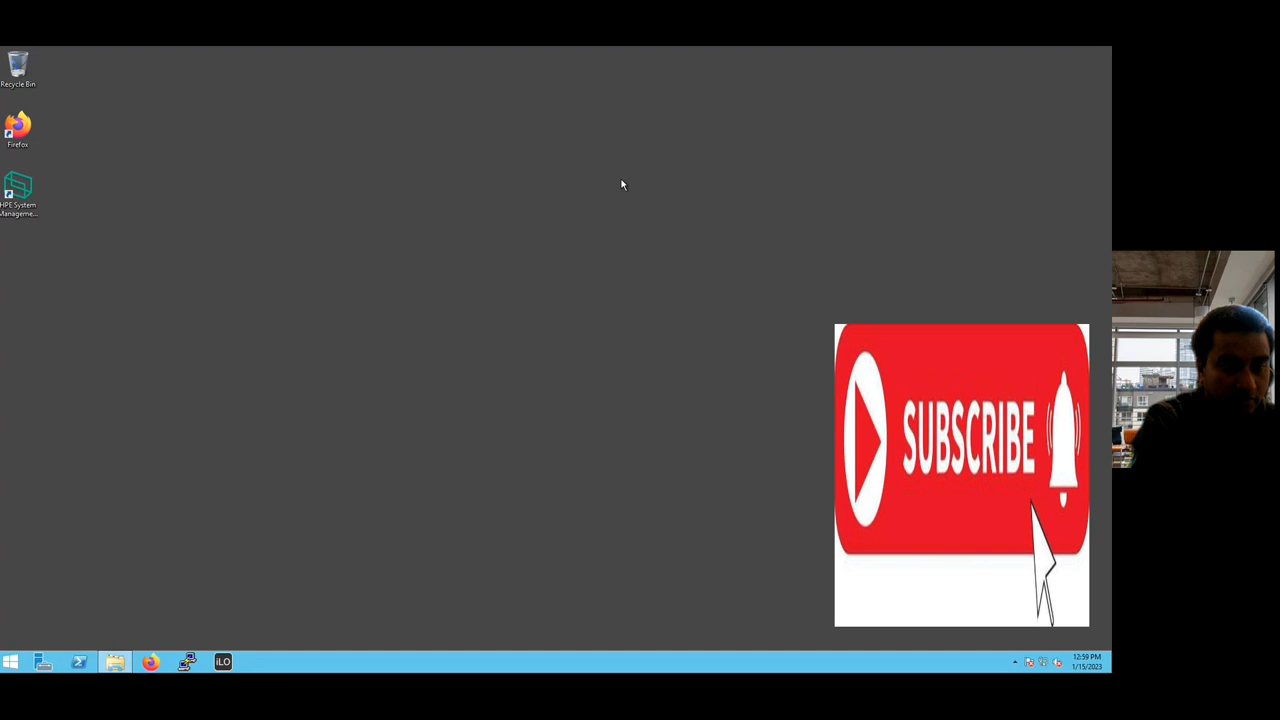 Recycle Bin
Firefox
HPE System
Manageme...
SUBSCRIBE
iLO
12:59 PM
1/15/2023